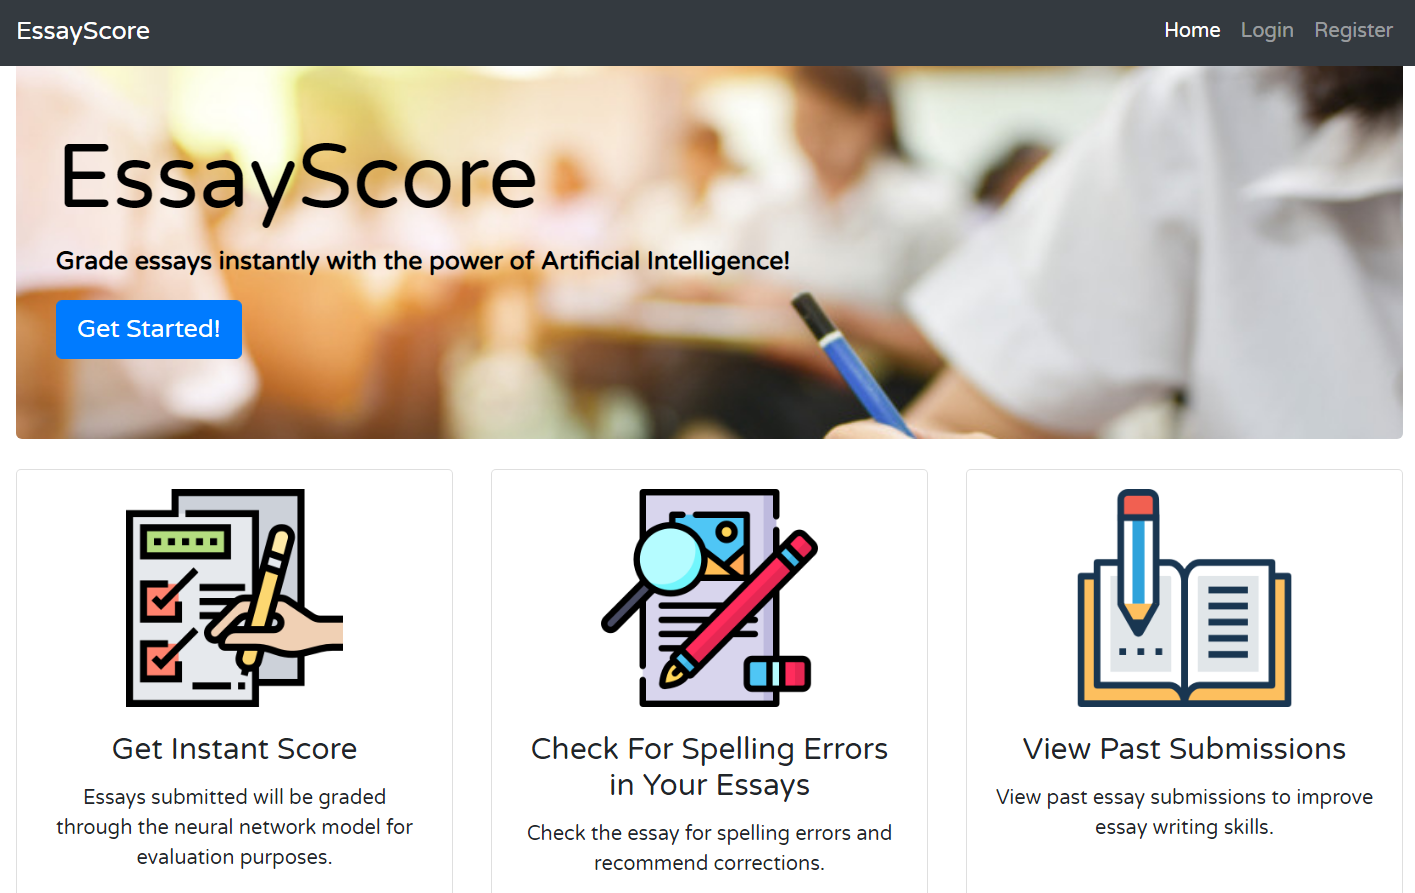 EssayScore
Home Login Register
EssayScore
Grade essays instantly with the power of Artificial Intelligence!
Get Started!
Get Instant Score
Essays submitted will be graded
through the neural network model for
evaluation purposes.
Check For Spelling Errors
in Your Essays
Check the essay for spelling errors and
recommend corrections.
View Past Submissions
View past essay submissions to improve
essay writing skills.